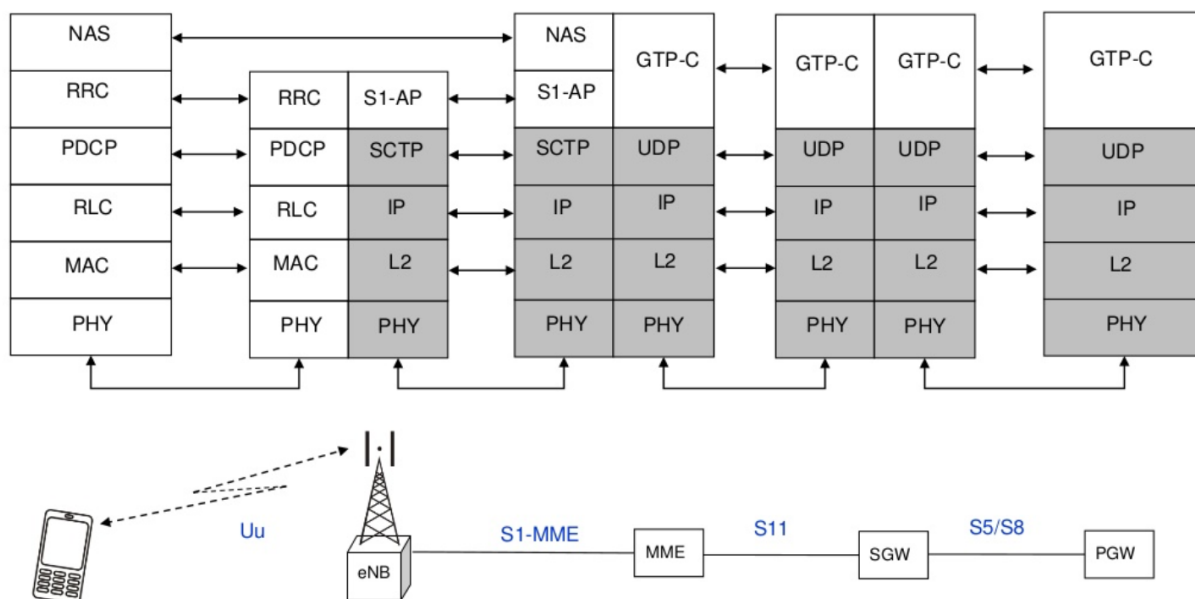 NAS NAS
GTP-C GTP-C GTP-C GTP-C
RRC RRC S1-AP S1-AP
PDCP PDCP SCTP SCTP UDP UDP UDP UDP
RLC RLC IP IP IP IP IP IP
MAC MAC L2 L2 L2 L2 L2 L2
PHY PHY PHY PHY PHY PHY PHY PHY
Uu S1-MME S11 S5/S8
eNB MME SGW PGW